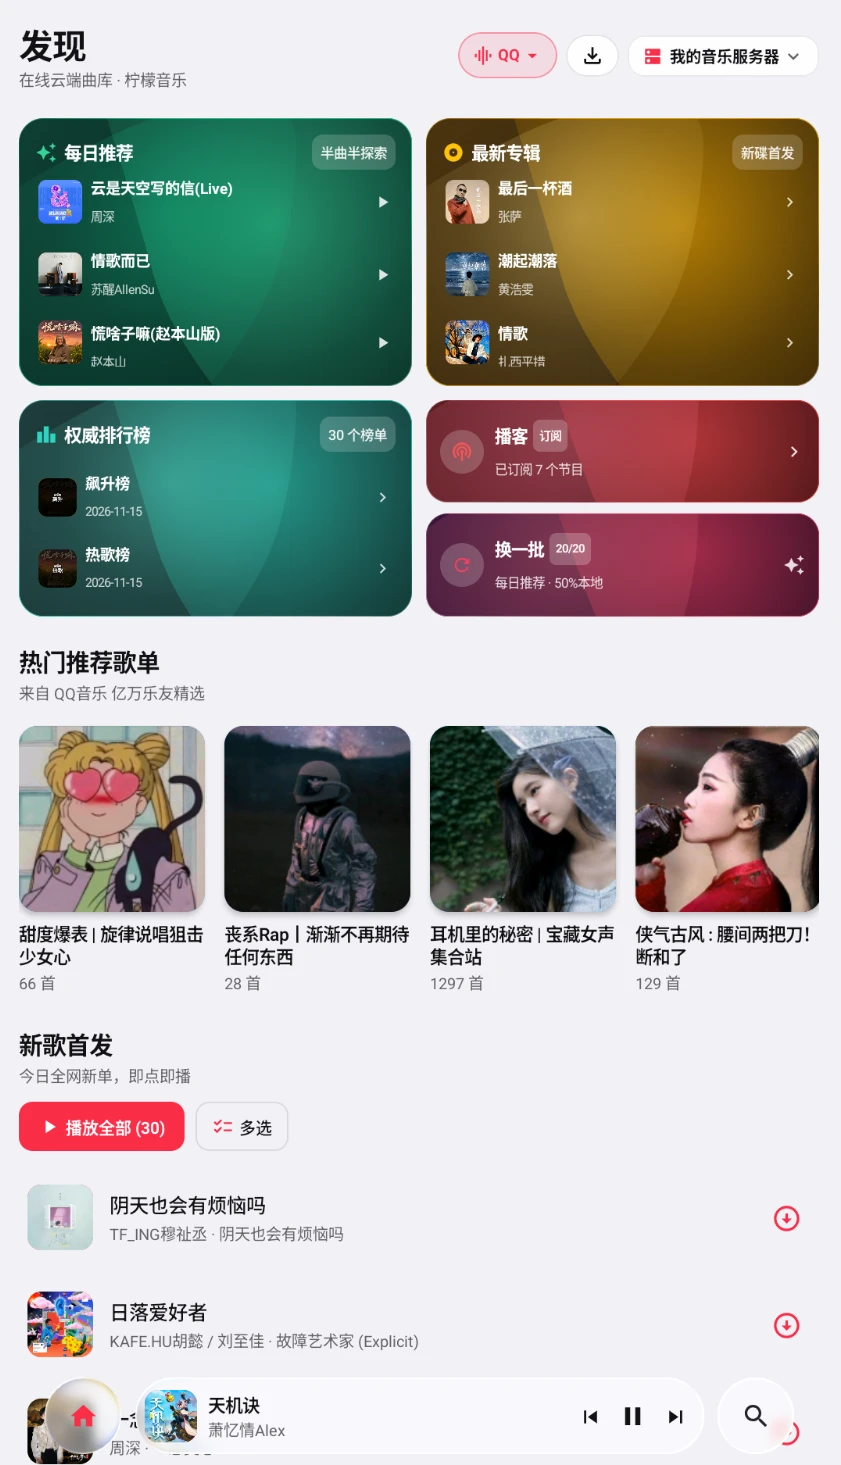 发现
在线云端曲库 · 柠檬音乐
QQ
我的音乐服务器
每日推荐
半曲半探索
云是天空写的信(Live)
周深
情歌而已
苏醒AllenSu
慌啥子嘛(赵本山版)
赵本山
最新专辑
新碟首发
最后一杯酒
张萨
潮起潮落
黄浩雯
情歌
扎西平措
权威排行榜
30 个榜单
飙升榜
2026-11-15
热歌榜
2026-11-15
播客
订阅
已订阅 7 个节目
换一批
20/20
每日推荐 · 50%本地
热门推荐歌单
来自 QQ音乐 亿万乐友精选
甜度爆表 | 旋律说唱狙击
少女心
66 首
丧系Rap丨渐渐不再期待
任何东西
28 首
耳机里的秘密 | 宝藏女声
集合站
1297 首
侠气古风 : 腰间两把刀！
断和了
129 首
新歌首发
今日全网新单，即点即播
播放全部 (30)
多选
阴天也会有烦恼吗
TF_ING穆祉丞 · 阴天也会有烦恼吗
日落爱好者
KAFE.HU胡懿 / 刘至佳 · 故障艺术家 (Explicit)
周深 ·
天机诀
天机诀
萧忆情Alex